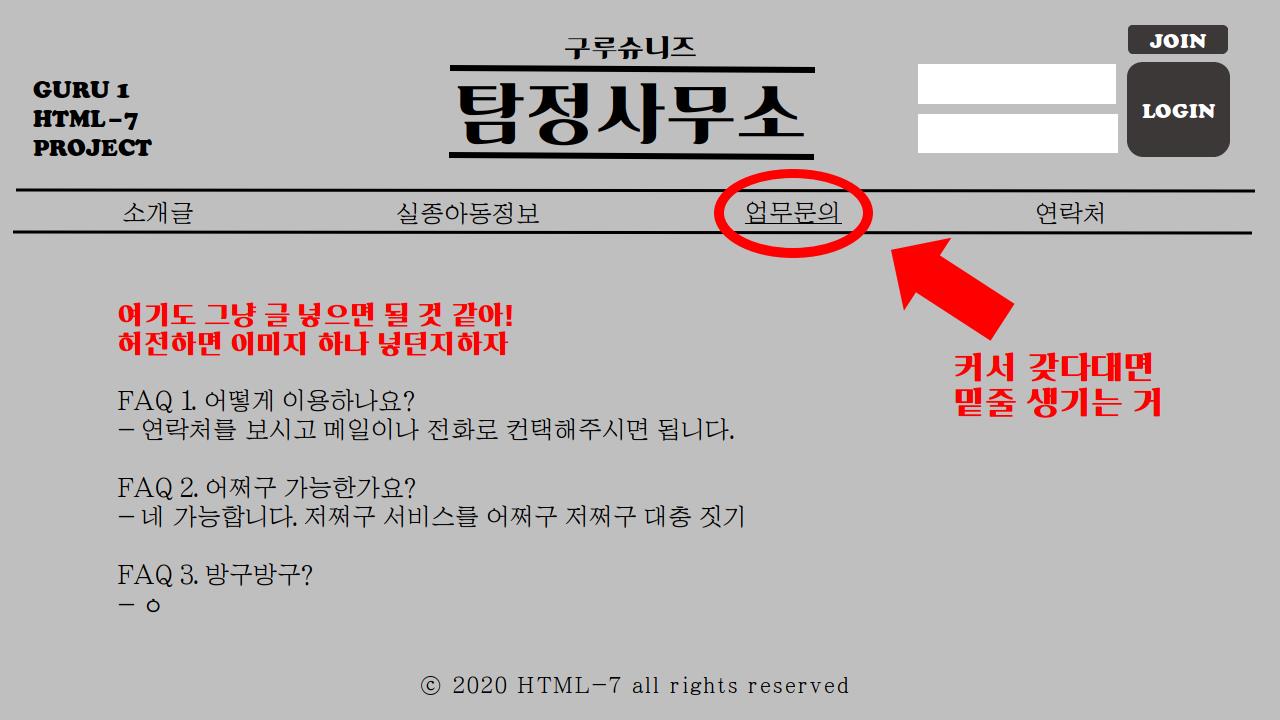 GURU 1
HTML-7
PROJECT
구루슈니즈
탐정사무소
JOIN
LOGIN
소개글
실종아동정보
업무문의
연락처
여기도 그냥 글 넣으면 될 것 같아!
허전하면 이미지 하나 넣던지하자
커서 갖다대면
밑줄 생기는 거
FAQ 1. 어떻게 이용하나요?
- 연락처를 보시고 메일이나 전화로 컨택해주시면 됩니다.
FAQ 2. 어쩌구 가능한가요?
- 네 가능합니다. 저쩌구 서비스를 어쩌구 저쩌구 대충 짓기
FAQ 3. 방구방구?
- ㅇ
ⓒ 2020 HTML-7 all rights reserved